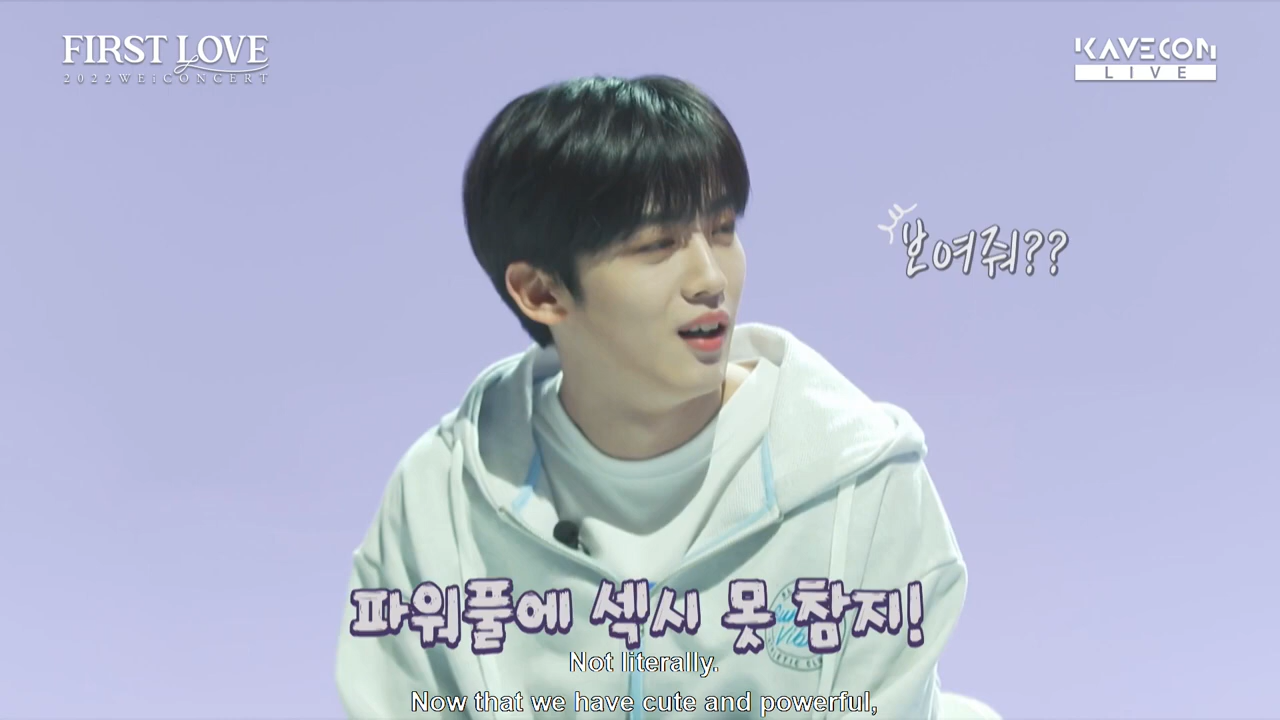 FIRST LOVE
2022 WEi CONCERT
KAVECON
LIVE
보여줘??
파워풀에 섹시 못 참지!
Not literally.
Now that we have cute and powerful,